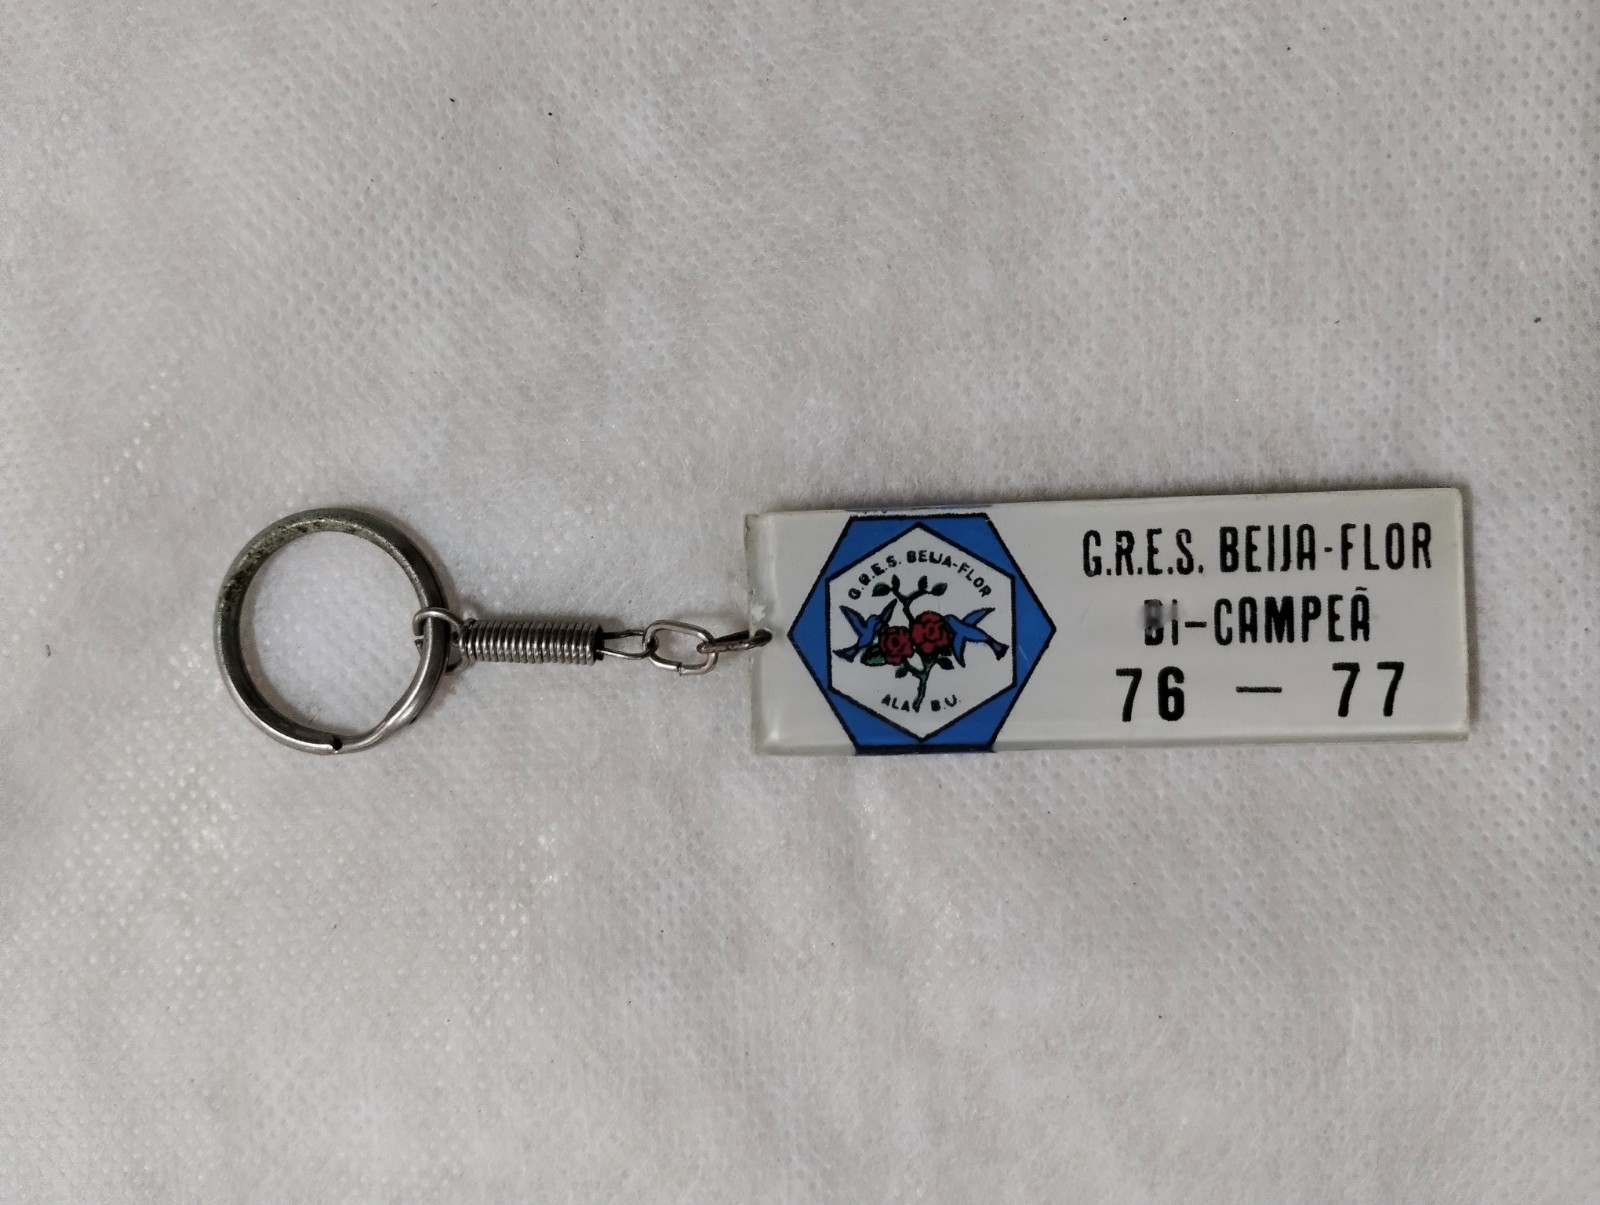 G.R.E.S. BEIJA-FLOR
ALA B.U.
G.R.E.S. BEIJA-FLOR
BI-CAMPEÃ
76 — 77